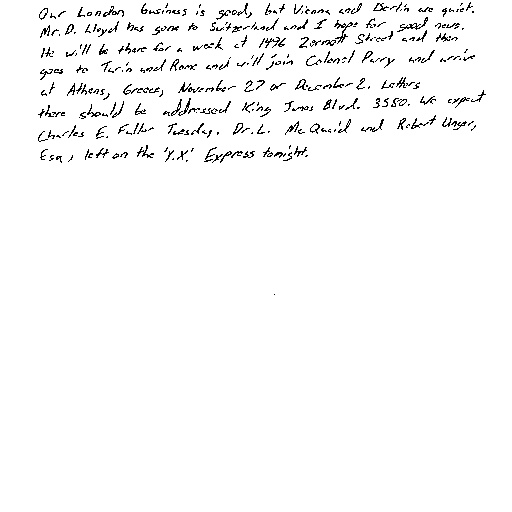 Our London business is good, but Vienna and Berlin are quiet.
Mr. D. Lloyd has gone to Switzerland and I hope for good news.
He will be there for a week at 1496 Zermott Street and then
goes to Turin and Rome and will join Colonel Parry and arrive
at Athens, Greece, November 27 or December 2. Letters
there should be addressed King James Blvd. 3580. We expect
Charles E. Fuller Tuesday. Dr. L. McQuaid and Robert Unger,
Esq., left on the 'Y.X.' Express tonight.